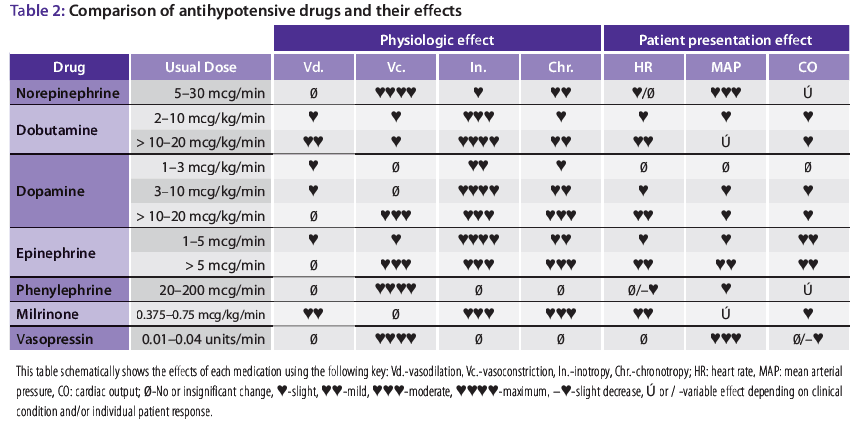 Table 2: Comparison of antihypotensive drugs and their effects
Physiologic effect Patient presentation effect
Drug Usual Dose Vd. Vc. In. Chr. HR MAP CO
Norepinephrine 5–30 mcg/min Ø ♥♥♥♥ ♥ ♥♥ ♥/Ø ♥♥♥ Ú
Dobutamine
2–10 mcg/kg/min ♥ ♥ ♥♥♥ ♥ ♥ ♥ ♥
> 10–20 mcg/kg/min ♥♥ ♥ ♥♥♥♥ ♥♥ ♥♥ Ú ♥
Dopamine
1–3 mcg/kg/min ♥ Ø ♥♥ ♥ Ø Ø Ø
3–10 mcg/kg/min ♥ Ø ♥♥♥♥ ♥♥ ♥ ♥ ♥
> 10–20 mcg/kg/min Ø ♥♥♥ ♥♥♥ ♥♥♥ ♥♥ ♥ ♥
Epinephrine
1–5 mcg/min ♥ ♥ ♥♥♥♥ ♥♥ ♥ ♥ ♥♥
> 5 mcg/min Ø ♥♥♥ ♥♥♥ ♥♥♥ ♥♥ ♥♥ ♥♥
Phenylephrine 20–200 mcg/min Ø ♥♥♥♥ Ø Ø Ø/–♥ ♥ Ú
Milrinone 0.375–0.75 mcg/kg/min ♥♥ Ø ♥♥♥ ♥♥♥ ♥♥ Ú ♥
Vasopressin 0.01–0.04 units/min Ø ♥♥♥♥ Ø Ø Ø ♥♥♥ Ø/–♥
This table schematically shows the effects of each medication using the following key: Vd.-vasodilation, Vc.-vasoconstriction, In.-inotropy, Chr.-chronotropy; HR: heart rate, MAP: mean arterial
pressure, CO: cardiac output; Ø-No or insignificant change, ♥-slight, ♥♥-mild, ♥♥♥-moderate, ♥♥♥♥-maximum, –♥-slight decrease, Ú or / -variable effect depending on clinical
condition and/or individual patient response.